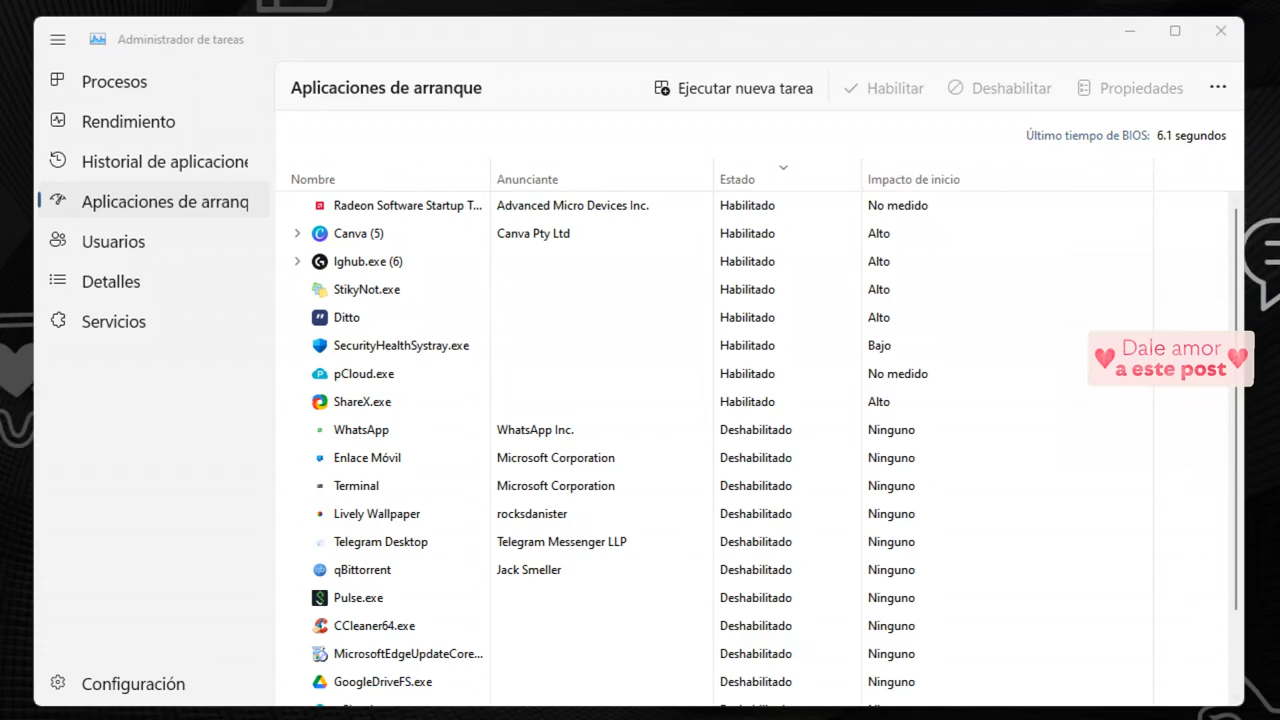 Administrador de tareas
Procesos
Rendimiento
Historial de aplicacione
Aplicaciones de arranq
Usuarios
Detalles
Servicios
Configuración
Aplicaciones de arranque
Ejecutar nueva tarea
Habilitar
Deshabilitar
Propiedades
Último tiempo de BIOS: 6.1 segundos
Nombre Anunciante Estado Impacto de inicio
Radeon Software Startup T... Advanced Micro Devices Inc. Habilitado No medido
Canva (5) Canva Pty Ltd Habilitado Alto
lghub.exe (6) Habilitado Alto
StikyNot.exe Habilitado Alto
Ditto Habilitado Alto
SecurityHealthSystray.exe Habilitado Bajo
pCloud.exe Habilitado No medido
ShareX.exe Habilitado Alto
WhatsApp WhatsApp Inc. Deshabilitado Ninguno
Enlace Móvil Microsoft Corporation Deshabilitado Ninguno
Terminal Microsoft Corporation Deshabilitado Ninguno
Lively Wallpaper rocksdanister Deshabilitado Ninguno
Telegram Desktop Telegram Messenger LLP Deshabilitado Ninguno
qBittorrent Jack Smeller Deshabilitado Ninguno
Pulse.exe Deshabilitado Ninguno
CCleaner64.exe Deshabilitado Ninguno
MicrosoftEdgeUpdateCore... Deshabilitado Ninguno
GoogleDriveFS.exe Deshabilitado Ninguno
Dale amor
a este post